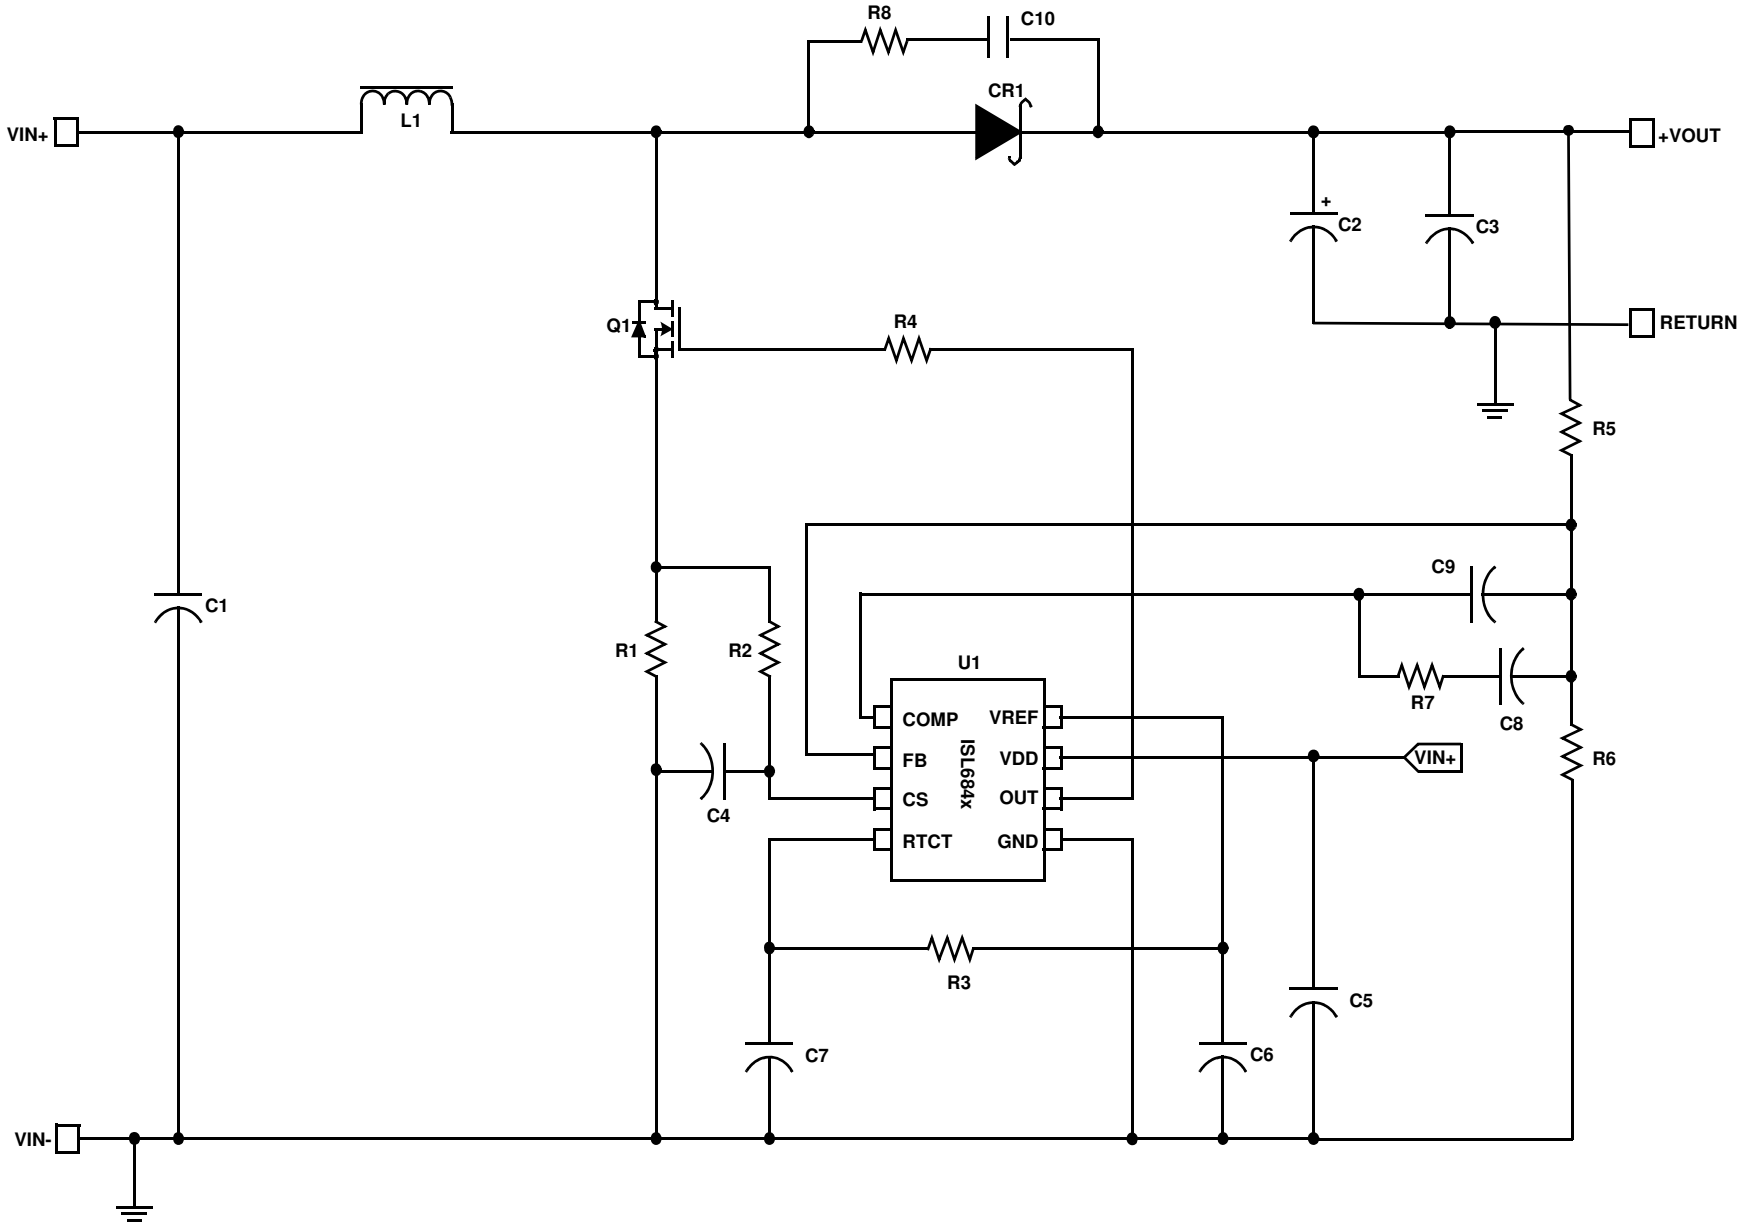 R8
C10
CR1
VIN+
L1
+VOUT
+
C2
C3
Q1
R4
RETURN
R5
C9
C1
R1
R2
U1
R7
C8
COMP
VREF
FB
VDD
VIN+
R6
CS
OUT
C4
ISL684x
RTCT
GND
R3
C5
C7
C6
VIN-